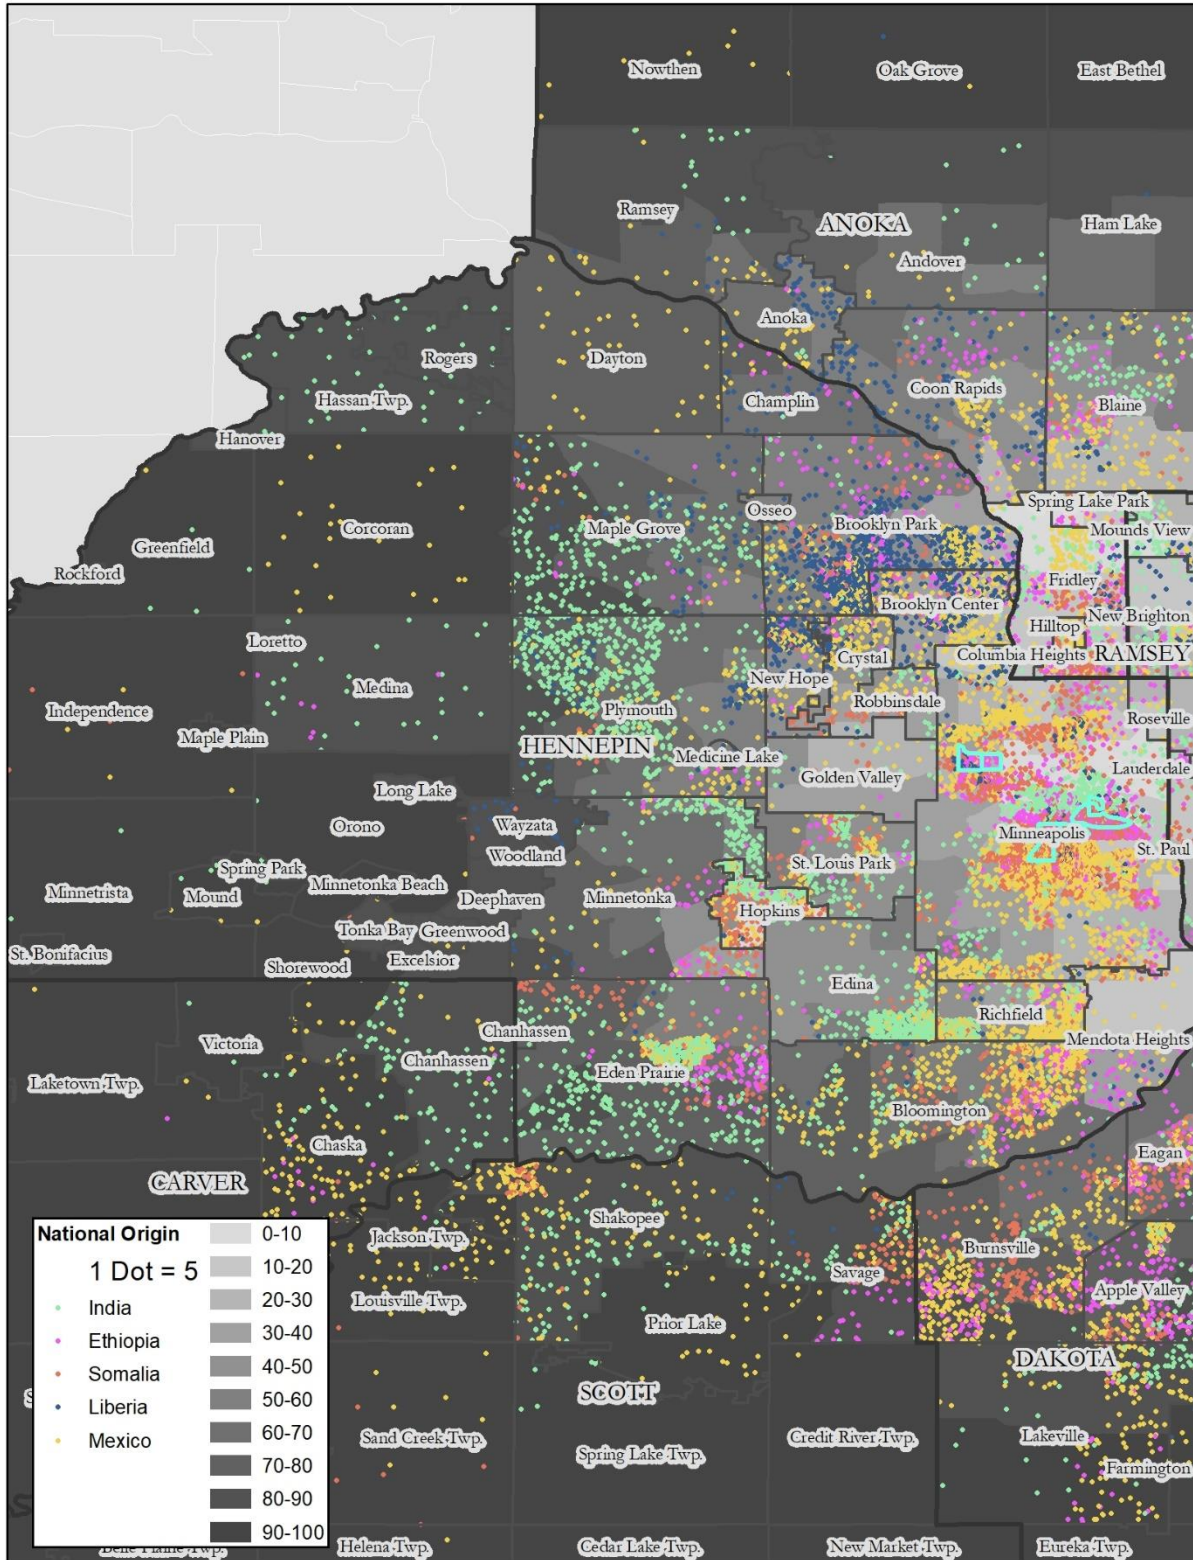 Nowthen
Oak Grove
East Bethel
Ramsey
ANOKA
Ham Lake
Andover
Anoka
Rogers
Dayton
Hassan Twp.
Champlin
Coon Rapids
Blaine
Hanover
Spring Lake Park
Osseo
Corcoran
Maple Grove
Brooklyn Park
Mounds View
Greenfield
Rockford
Fridley
Brooklyn Center
New Brighton
Hilltop
Loretto
Crystal
Columbia Heights
RAMSEY
Medina
New Hope
Robbinsdale
Independence
Plymouth
Roseville
Maple Plain
HENNEPIN
Medicine Lake
Golden Valley
Lauderdale
Long Lake
Orono
Wayzata
Minneapolis
Woodland
St. Louis Park
St. Paul
Spring Park
Minnetonka Beach
Minnetrista
Mound
Deephaven
Minnetonka
Hopkins
Tonka Bay
Greenwood
St. Bonifacius
Shorewood
Excelsior
Edina
Richfield
Chanhassen
Victoria
Mendota Heights
Chanhassen
Eden Prairie
Laketown Twp.
Bloomington
Chaska
Eagan
CARVER
Shakopee
Jackson Twp.
Burnsville
Savage
Apple Valley
Louisville Twp.
Prior Lake
DAKOTA
SCOTT
Sand Creek Twp.
Credit River Twp.
Lakeville
Spring Lake Twp.
Farmington
Belle Plaine Twp.
Helena Twp.
Cedar Lake Twp.
New Market Twp.
Eureka Twp.
National Origin
1 Dot = 5
India
Ethiopia
Somalia
Liberia
Mexico
0-10
10-20
20-30
30-40
40-50
50-60
60-70
70-80
80-90
90-100